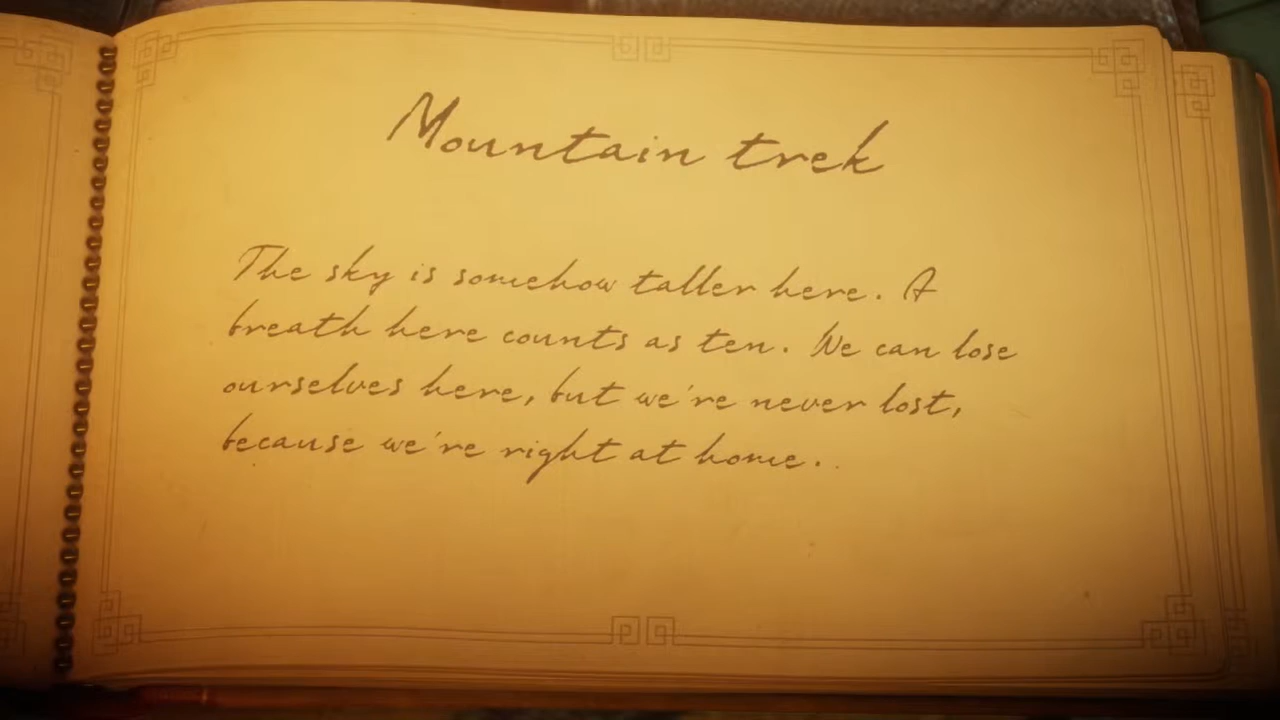 Mountain trek
The sky is somehow taller here. A
breath here counts as ten. We can lose
ourselves here, but we're never lost,
because we're right at home.